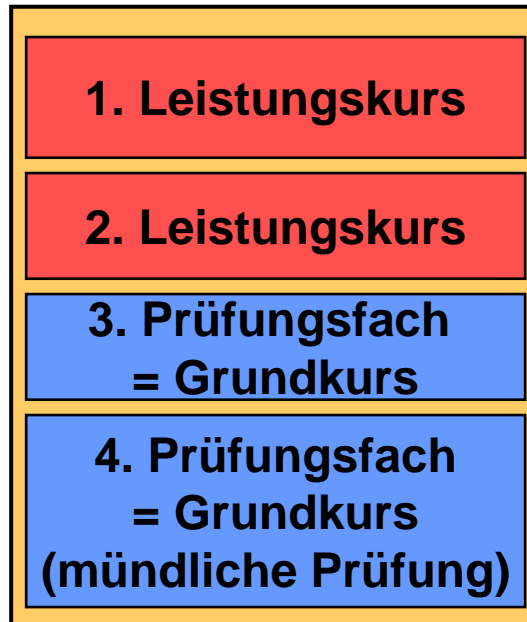 1. Leistungskurs
2. Leistungskurs
3. Prüfungsfach
= Grundkurs
4. Prüfungsfach
= Grundkurs
(mündliche Prüfung)